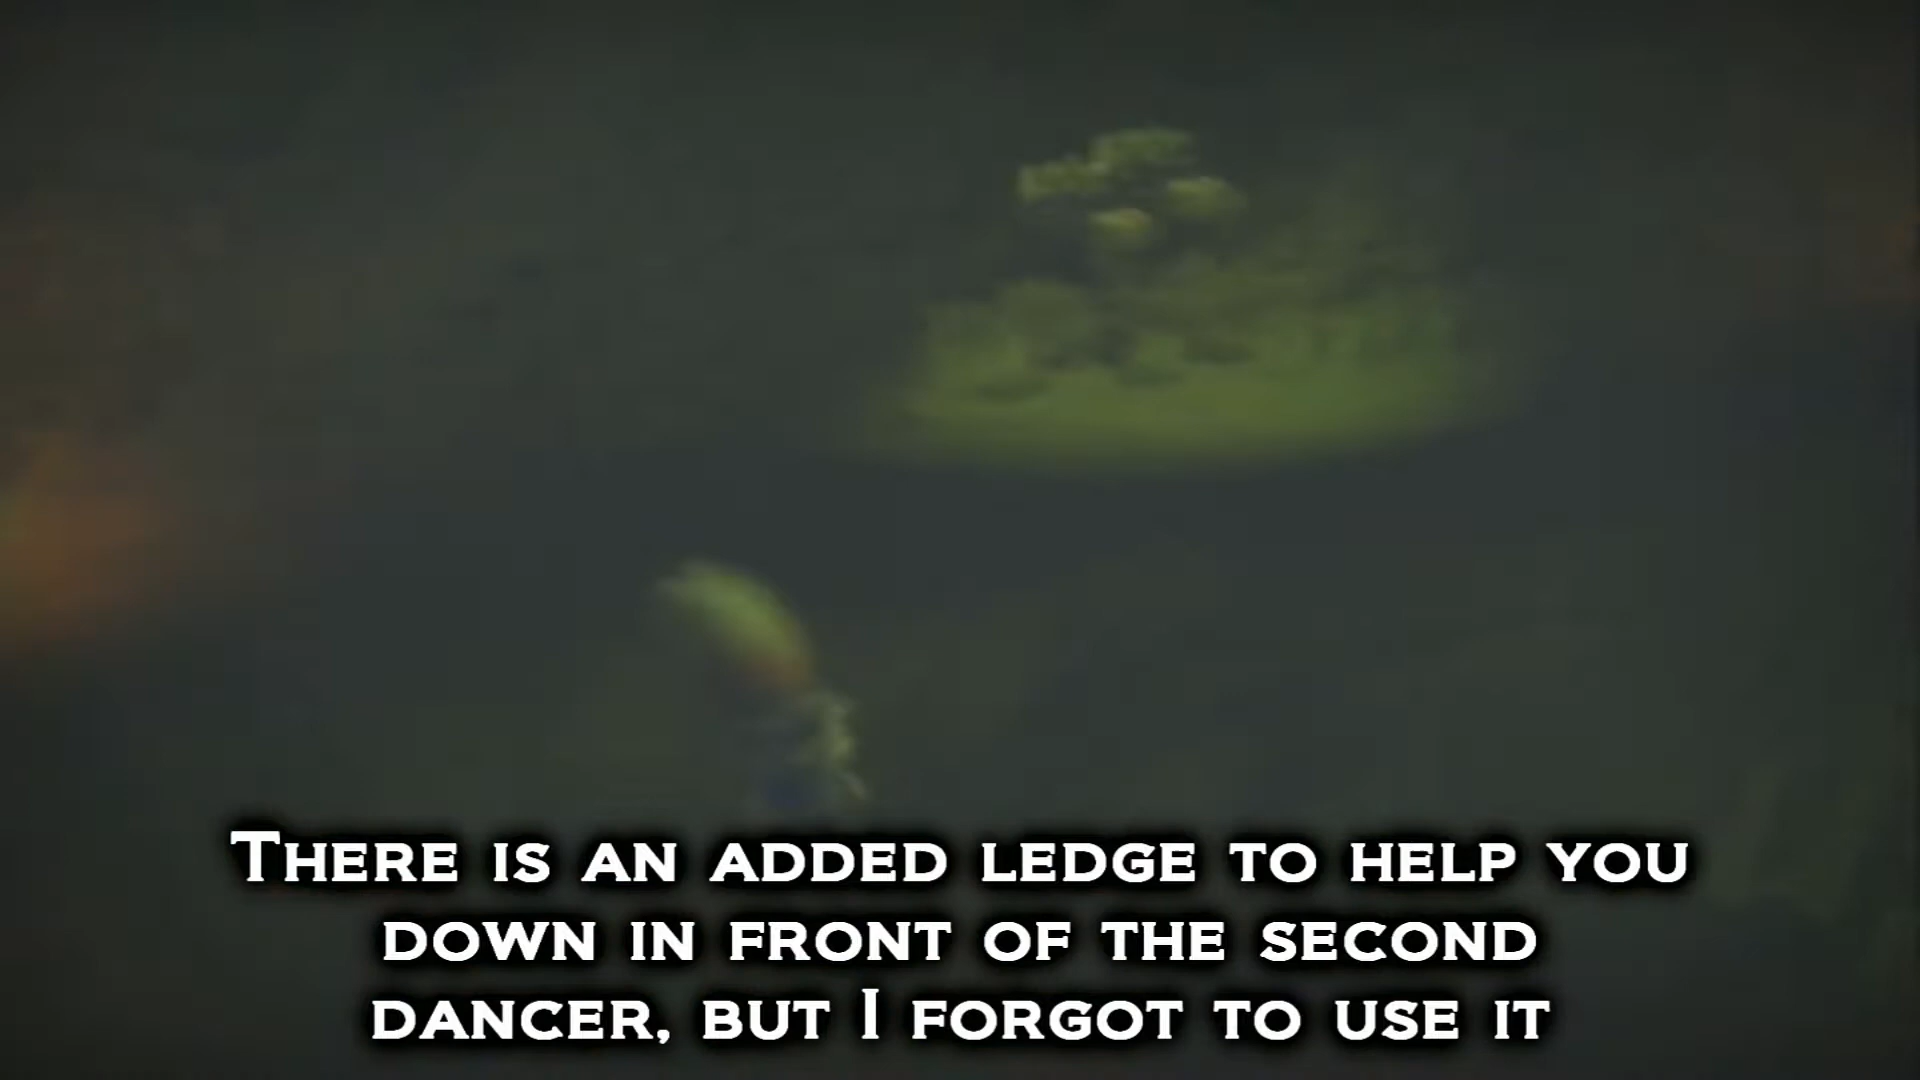 There is an added ledge to help you
down in front of the second
dancer, but I forgot to use it